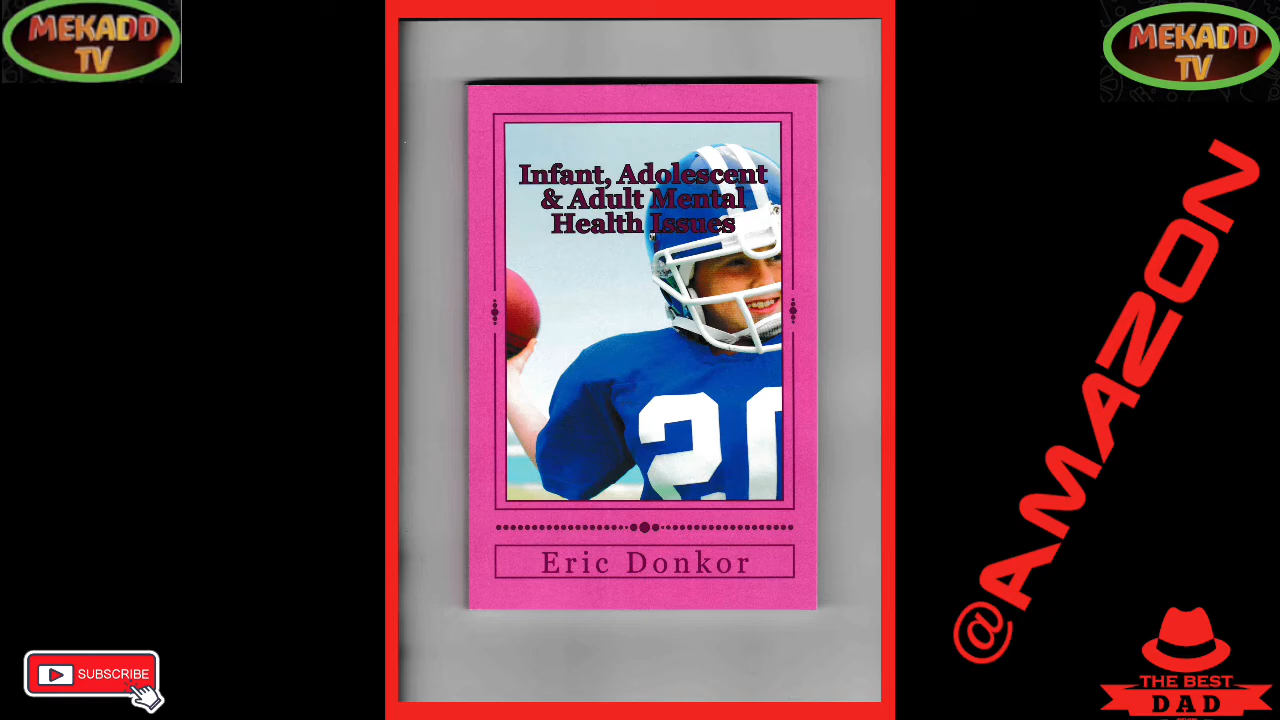 MEKADD
TV
MEKADD
TV
Infant, Adolescent
& Adult Mental
Health Issues
20
Eric Donkor
@AMAZON
SUBSCRIBE
THE BEST
DAD